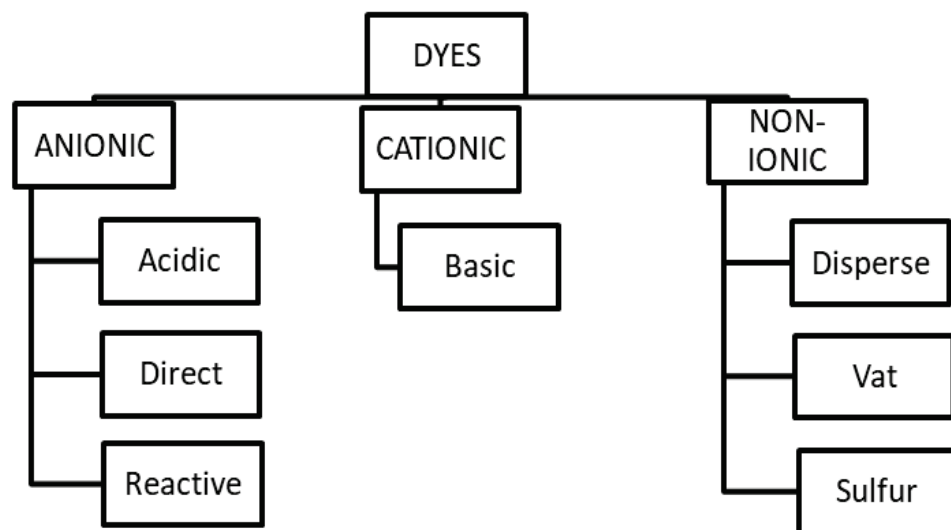 DYES
ANIONIC
CATIONIC
NON-
IONIC
Acidic
Basic
Disperse
Direct
Vat
Reactive
Sulfur